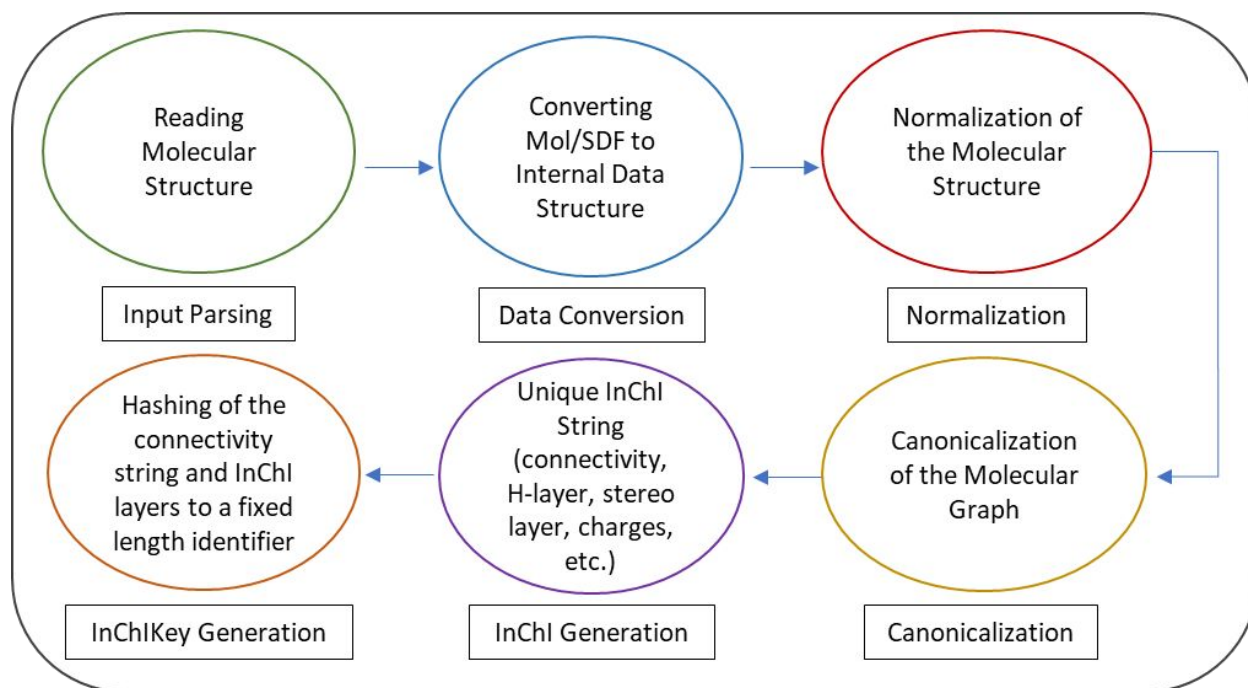 Reading
Molecular
Structure
Input Parsing
Converting
Mol/SDF to
Internal Data
Structure
Data Conversion
Normalization of
the Molecular
Structure
Normalization
Canonicalization
of the Molecular
Graph
Canonicalization
Unique InChI
String
(connectivity,
H-layer, stereo
layer, charges,
etc.)
InChI Generation
Hashing of the
connectivity
string and InChI
layers to a fixed
length identifier
InChIKey Generation